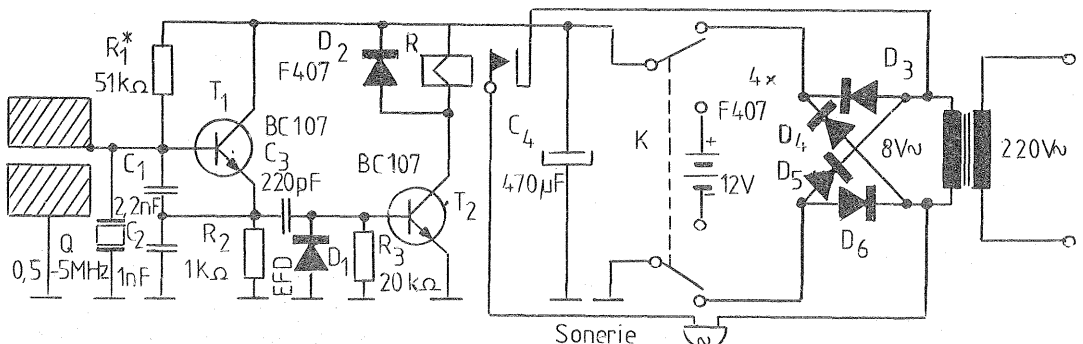 R1*
51kΩ
T1
BC107
C1
2,2nF
C2
1nF
Q
0,5-5MHz
C3
220pF
R2
1KΩ
EFD
D1
R3
20kΩ
D2
F407
R
BC107
T2
C4
470µF
K
+
-
12V
4×
F407
D3
D4
D5
D6
8V~
220V~
Sonerie
~